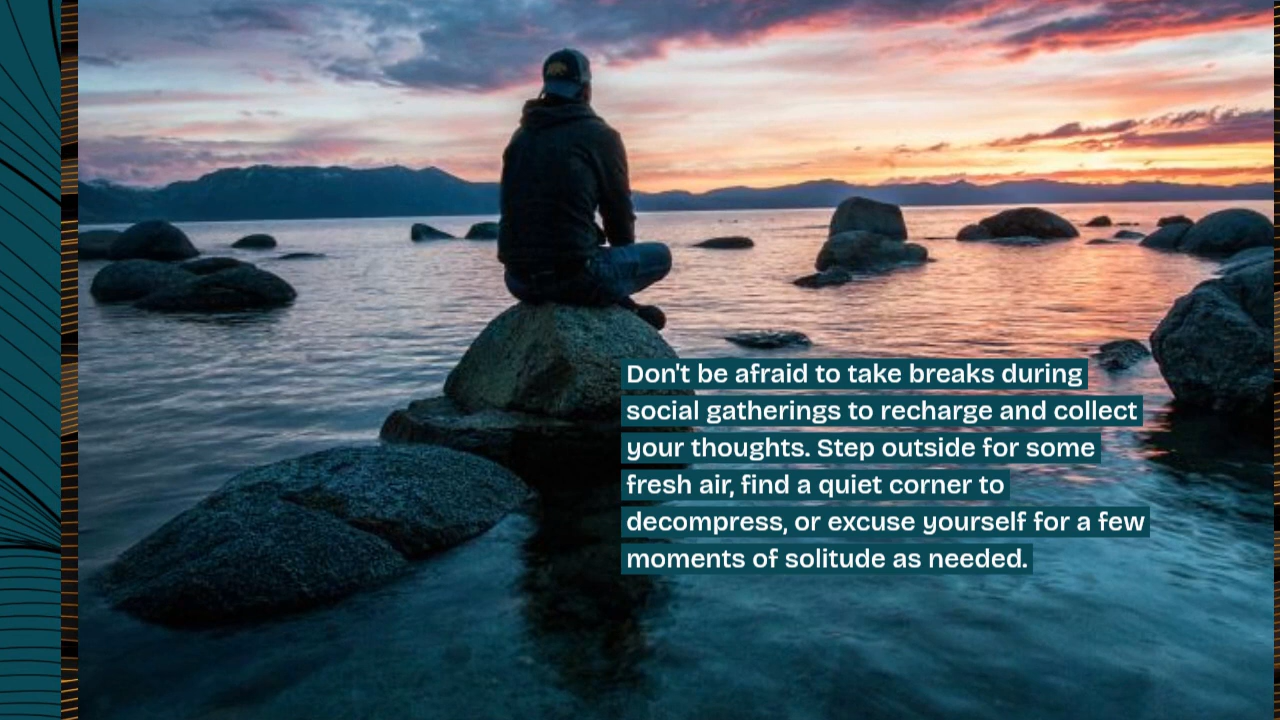 Don't be afraid to take breaks during
social gatherings to recharge and collect
your thoughts. Step outside for some
fresh air, find a quiet corner to
decompress, or excuse yourself for a few
moments of solitude as needed.